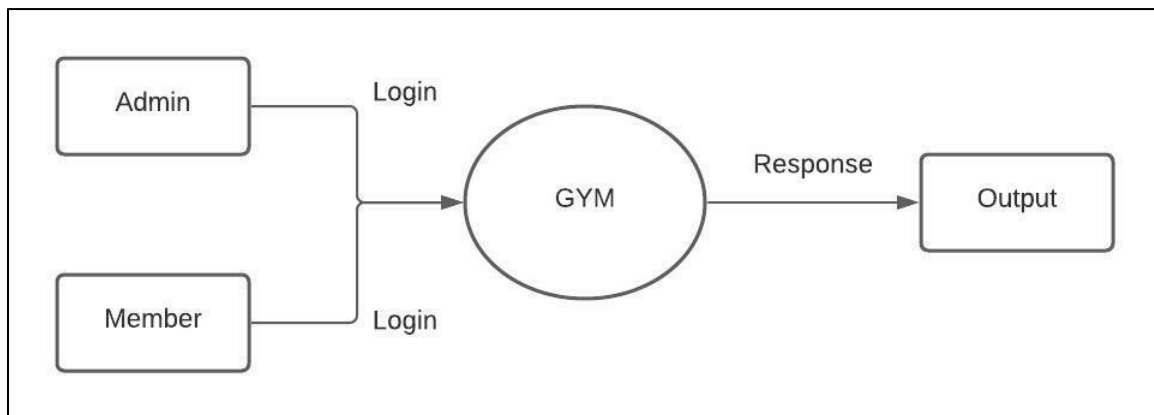 Admin
Login
GYM
Response
Output
Member
Login